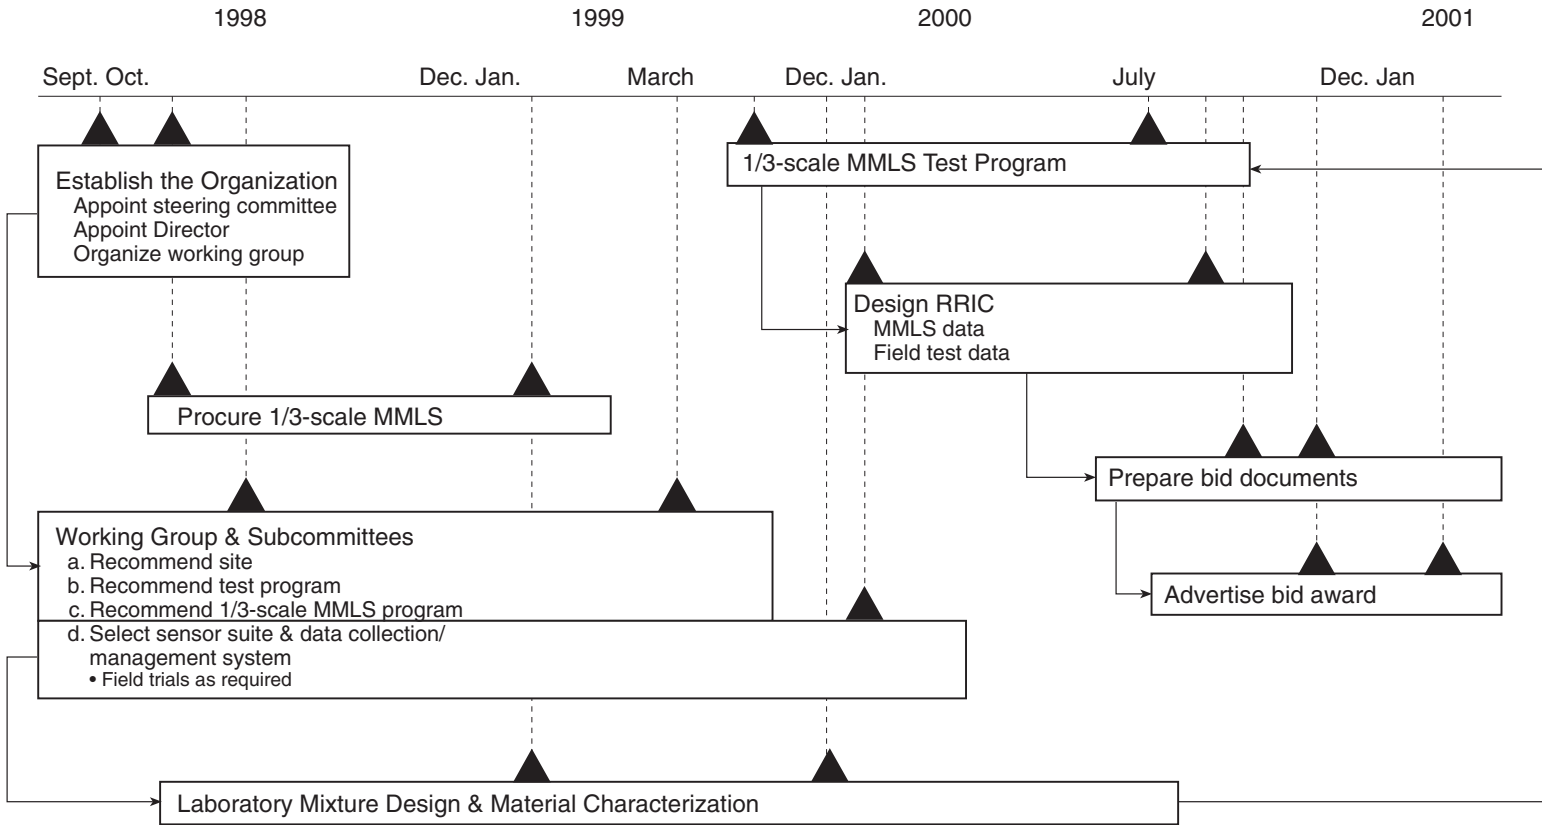 1998 1999 2000 2001
Sept. Oct. Dec. Jan. March Dec. Jan. July Dec. Jan
Establish the Organization
Appoint steering committee
Appoint Director
Organize working group
1/3-scale MMLS Test Program
Design RRIC
MMLS data
Field test data
Procure 1/3-scale MMLS
Prepare bid documents
Working Group & Subcommittees
a. Recommend site
b. Recommend test program
c. Recommend 1/3-scale MMLS program
d. Select sensor suite & data collection/
management system
• Field trials as required
Advertise bid award
Laboratory Mixture Design & Material Characterization